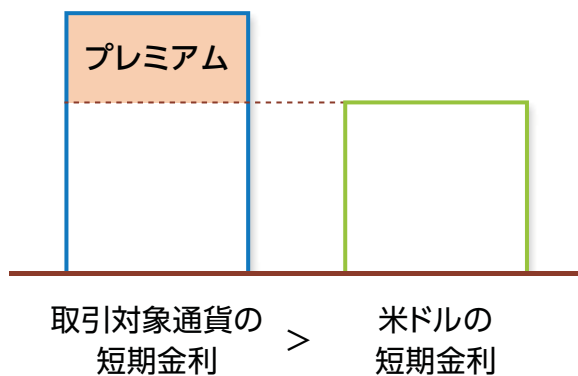 プレミアム
取引対象通貨の
短期金利
>
米ドルの
短期金利